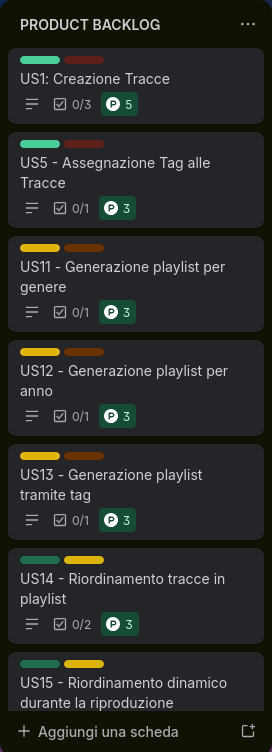 PRODUCT BACKLOG
US1: Creazione Tracce
0/3 P 5
US5 - Assegnazione Tag alle
Tracce
0/1 P 3
US11 - Generazione playlist per
genere
0/1 P 3
US12 - Generazione playlist per
anno
0/1 P 3
US13 - Generazione playlist
tramite tag
0/1 P 3
US14 - Riordinamento tracce in
playlist
0/2 P 3
US15 - Riordinamento dinamico
durante la riproduzione
Aggiungi una scheda